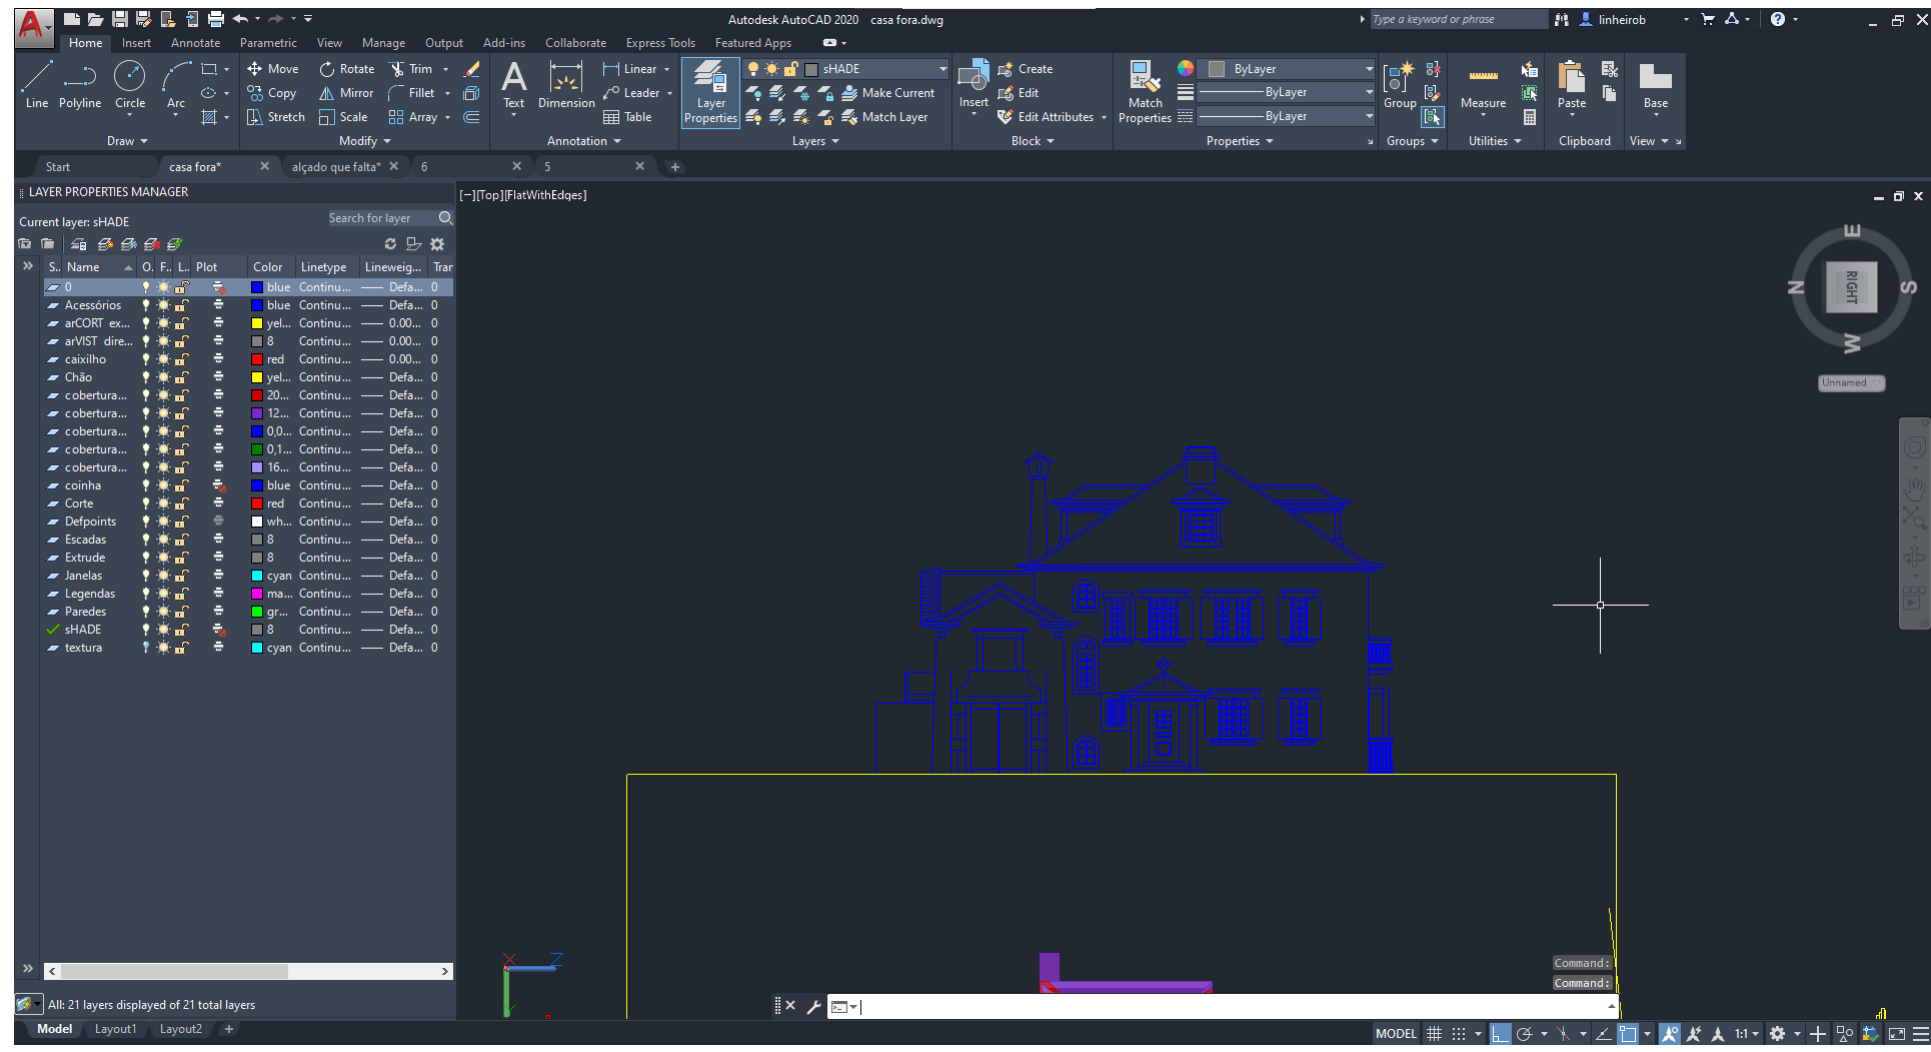 Autodesk AutoCAD 2020 casa fora.dwg
Type a keyword or phrase
linheirob
Home Insert Annotate Parametric View Manage Output Add-ins Collaborate Express Tools Featured Apps
Line Polyline Circle Arc
Move Rotate Trim
Copy Mirror Fillet
Stretch Scale Array
Text Dimension
Linear
Leader
Table
Layer Properties
sHADE
Make Current
Match Layer
Insert
Create
Edit
Edit Attributes
Match Properties
ByLayer
ByLayer
ByLayer
Group
Measure
Paste
Base
Draw Modify Annotation Layers Block Properties Groups Utilities Clipboard View
Start casa fora* alçado que falta* 6 5
LAYER PROPERTIES MANAGER
Current layer: sHADE
Search for layer
S.. Name O. F.. L.. Plot Color Linetype Lineweig... Trar
0 blue Continu... Defa... 0
Acessórios blue Continu... Defa... 0
arCORT ex... yel... Continu... 0.00... 0
arVIST dire... 8 Continu... 0.00... 0
caixilho red Continu... 0.00... 0
Chão yel... Continu... Defa... 0
cobertura... 20... Continu... Defa... 0
cobertura... 12... Continu... Defa... 0
cobertura... 0,0... Continu... Defa... 0
cobertura... 0,1... Continu... Defa... 0
cobertura... 16... Continu... Defa... 0
coinha blue Continu... Defa... 0
Corte red Continu... Defa... 0
Defpoints wh... Continu... Defa... 0
Escadas 8 Continu... Defa... 0
Extrude 8 Continu... Defa... 0
Janelas cyan Continu... Defa... 0
Legendas ma... Continu... Defa... 0
Paredes gr... Continu... Defa... 0
sHADE 8 Continu... Defa... 0
textura cyan Continu... Defa... 0
All: 21 layers displayed of 21 total layers
[−][Top][FlatWithEdges]
E
N RIGHT S
W
Unnamed
X Z
Y
Command:
Command:
Model Layout1 Layout2 +
MODEL 1:1